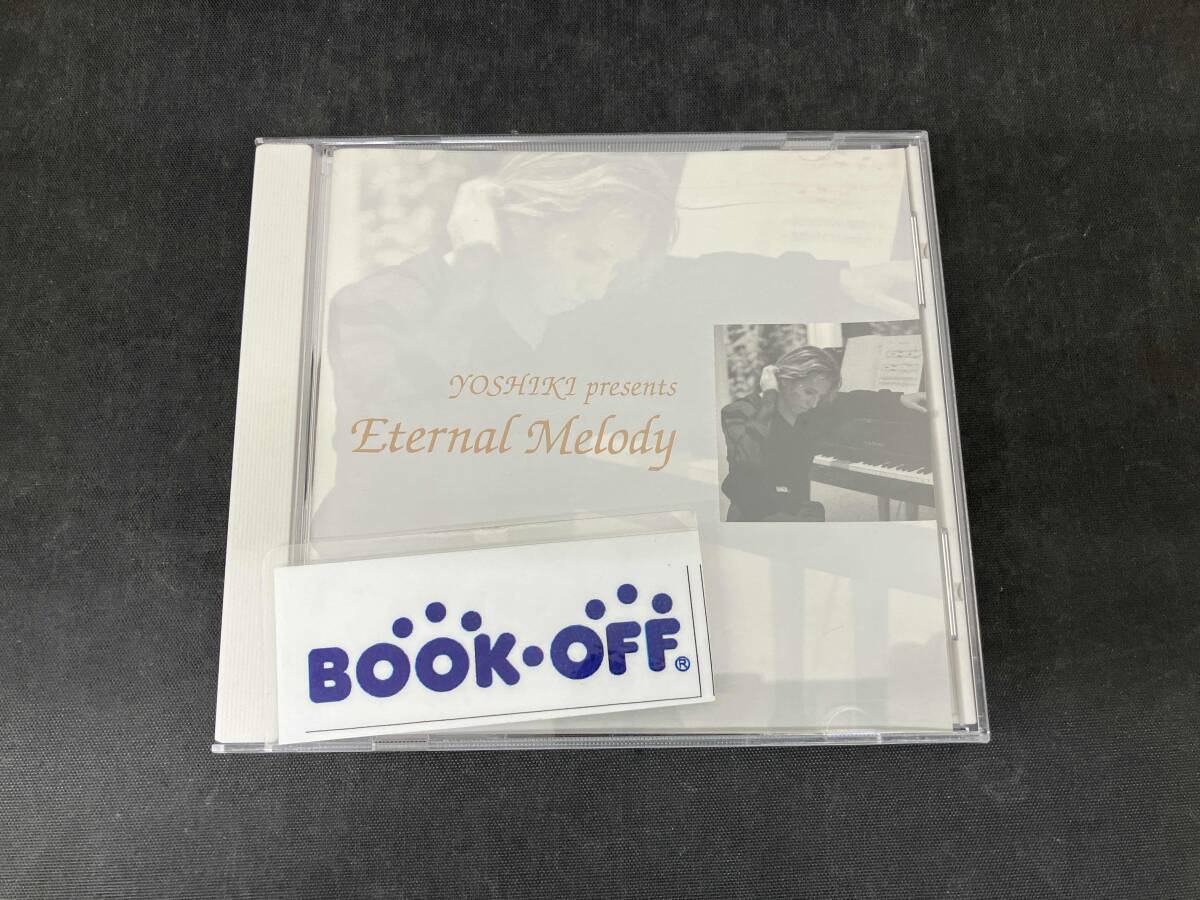 YOSHIKI presents
Eternal Melody
BOOK・OFF®